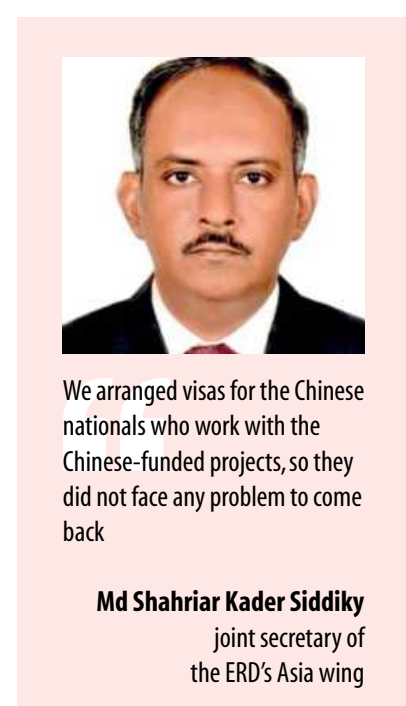 We arranged visas for the Chinese
nationals who work with the
Chinese-funded projects, so they
did not face any problem to come
back
Md Shahriar Kader Siddiky
joint secretary of
the ERD's Asia wing